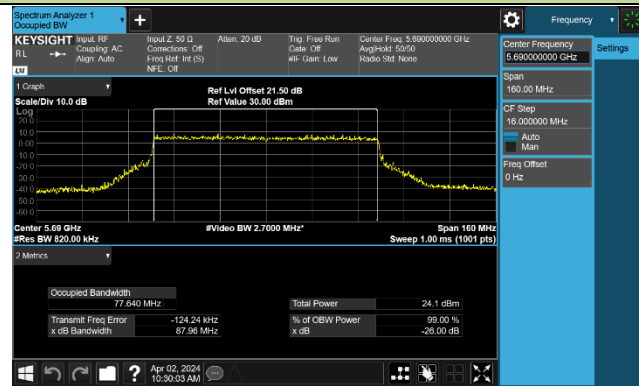 Spectrum Analyzer 1
Occupied BW
+
Frequency
KEYSIGHT
RL
LXI
Input: RF
Coupling: AC
Align: Auto
Input Z: 50 Ω
Corrections: Off
Freq Ref: Int (S)
NFE: Off
Atten: 20 dB
Trig: Free Run
Gate: Off
#IF Gain: Low
Center Freq: 5.690000000 GHz
Avg|Hold: 50/50
Radio Std: None
Center Frequency
5.690000000 GHz
Settings
Span
160.00 MHz
CF Step
16.000000 MHz
Auto
Man
Freq Offset
0 Hz
1 Graph
Scale/Div 10.0 dB
Ref Lvl Offset 21.50 dB
Ref Value 30.00 dBm
Log
20.0
10.0
0.00
-10.0
-20.0
-30.0
-40.0
-50.0
-60.0
Center 5.69 GHz
#Res BW 820.00 kHz
#Video BW 2.7000 MHz*
Span 160 MHz
Sweep 1.00 ms (1001 pts)
2 Metrics
Occupied Bandwidth
77.640 MHz
Total Power 24.1 dBm
Transmit Freq Error -124.24 kHz
% of OBW Power 99.00 %
x dB Bandwidth 87.96 MHz
x dB -26.00 dB
?
Apr 02, 2024
10:30:03 AM